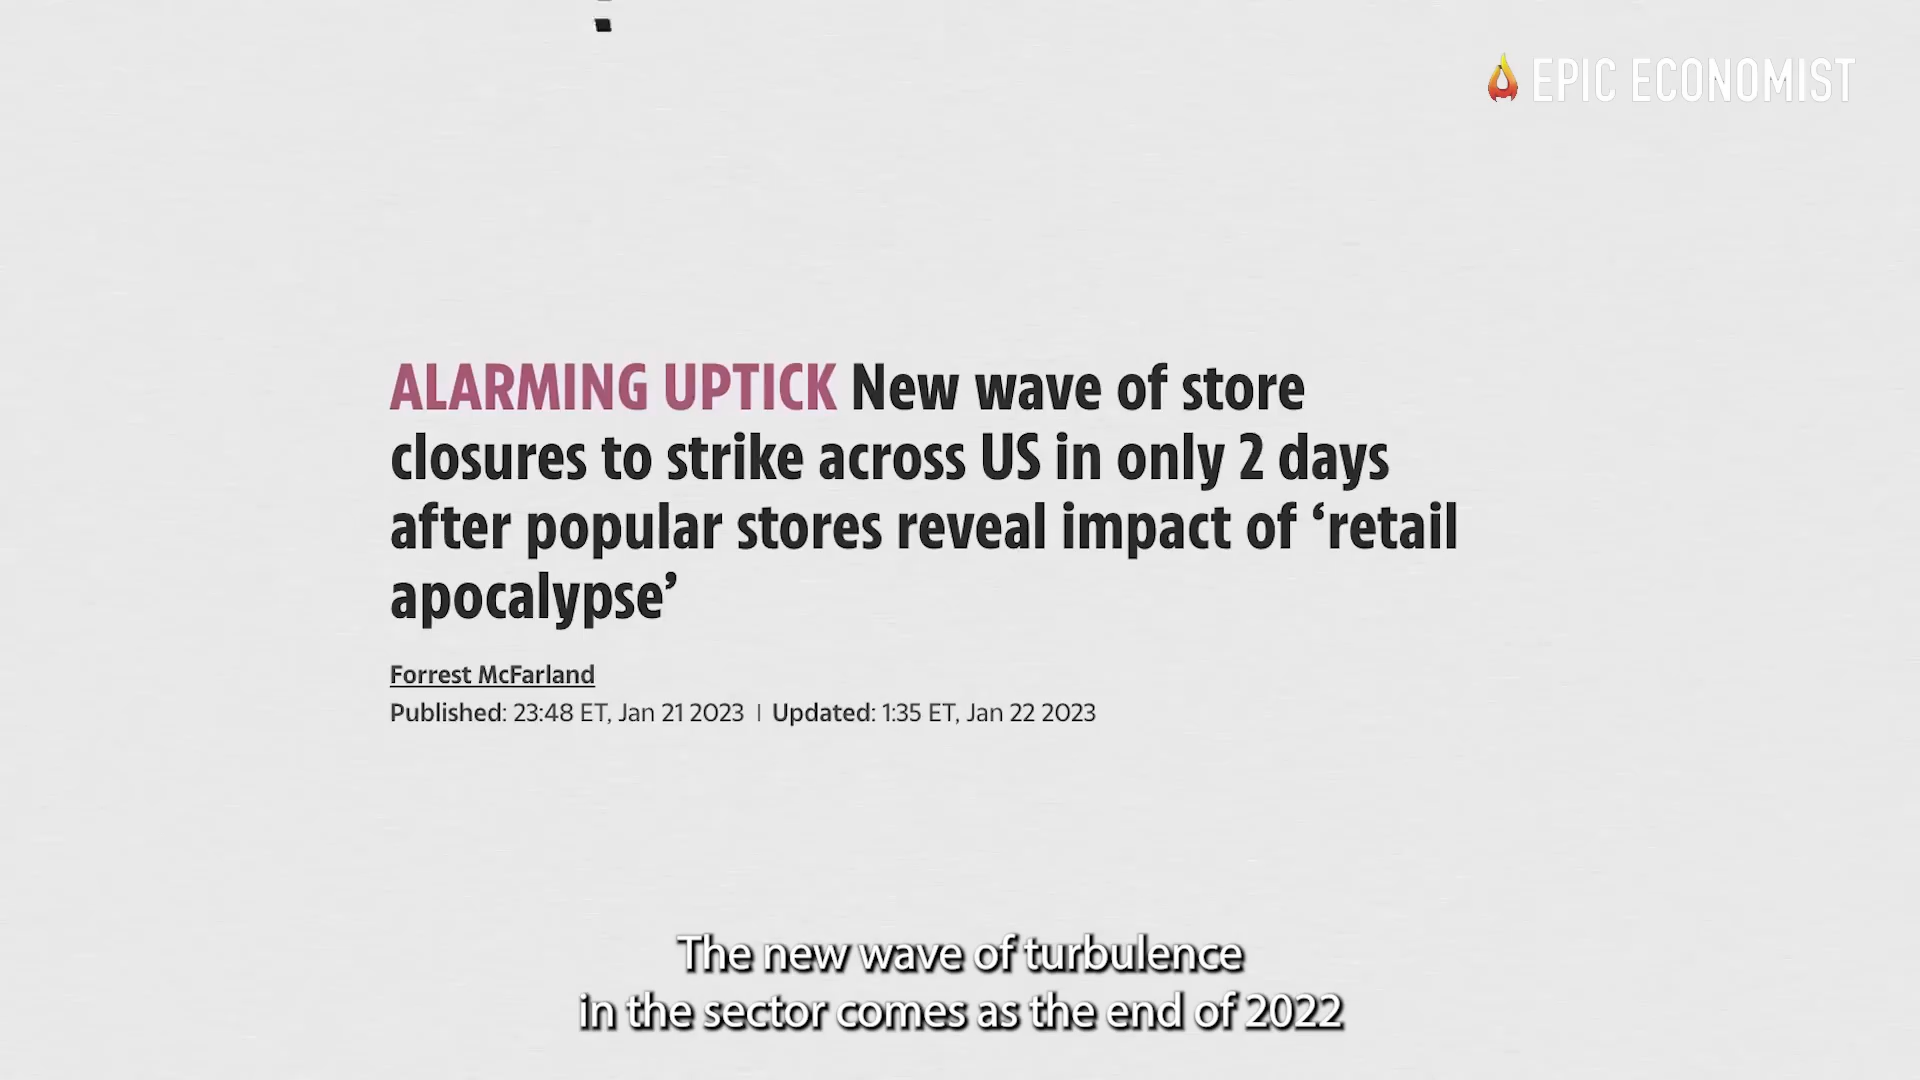 EPIC ECONOMIST
ALARMING UPTICK New wave of store
closures to strike across US in only 2 days
after popular stores reveal impact of ‘retail
apocalypse’
Forrest McFarland
Published: 23:48 ET, Jan 21 2023 | Updated: 1:35 ET, Jan 22 2023
The new wave of turbulence
in the sector comes as the end of 2022